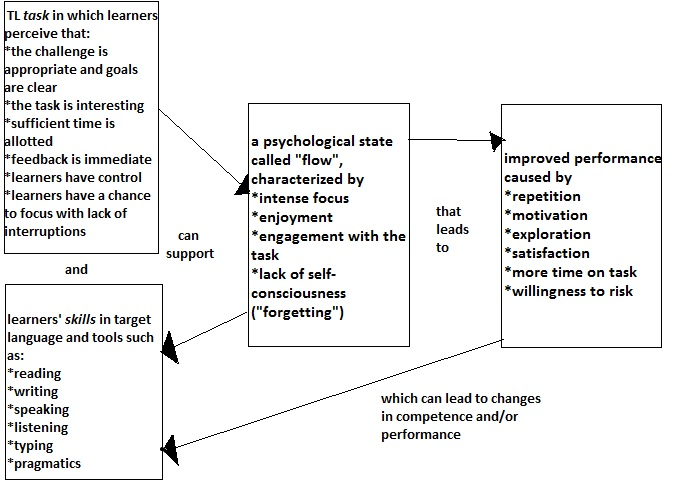 TL task in which learners
perceive that:
*the challenge is
appropriate and goals
are clear
*the task is interesting
*sufficient time is
allotted
*feedback is immediate
*learners have control
*learners have a chance
to focus with lack of
interruptions
and
learners' skills in target
language and tools such
as:
*reading
*writing
*speaking
*listening
*typing
*pragmatics
can
support
a psychological state
called "flow",
characterized by
*intense focus
*enjoyment
*engagement with the
task
*lack of self-
consciousness
("forgetting")
that
leads
to
improved performance
caused by
*repetition
*motivation
*exploration
*satisfaction
*more time on task
*willingness to risk
which can lead to changes
in competence and/or
performance